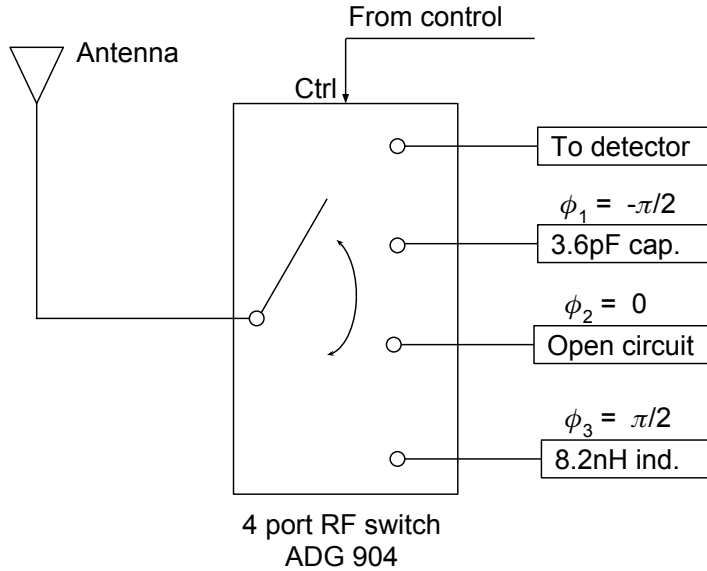 From control
Antenna
Ctrl
To detector
ϕ₁ = -π/2
3.6pF cap.
ϕ₂ = 0
Open circuit
ϕ₃ = π/2
8.2nH ind.
4 port RF switch
ADG 904